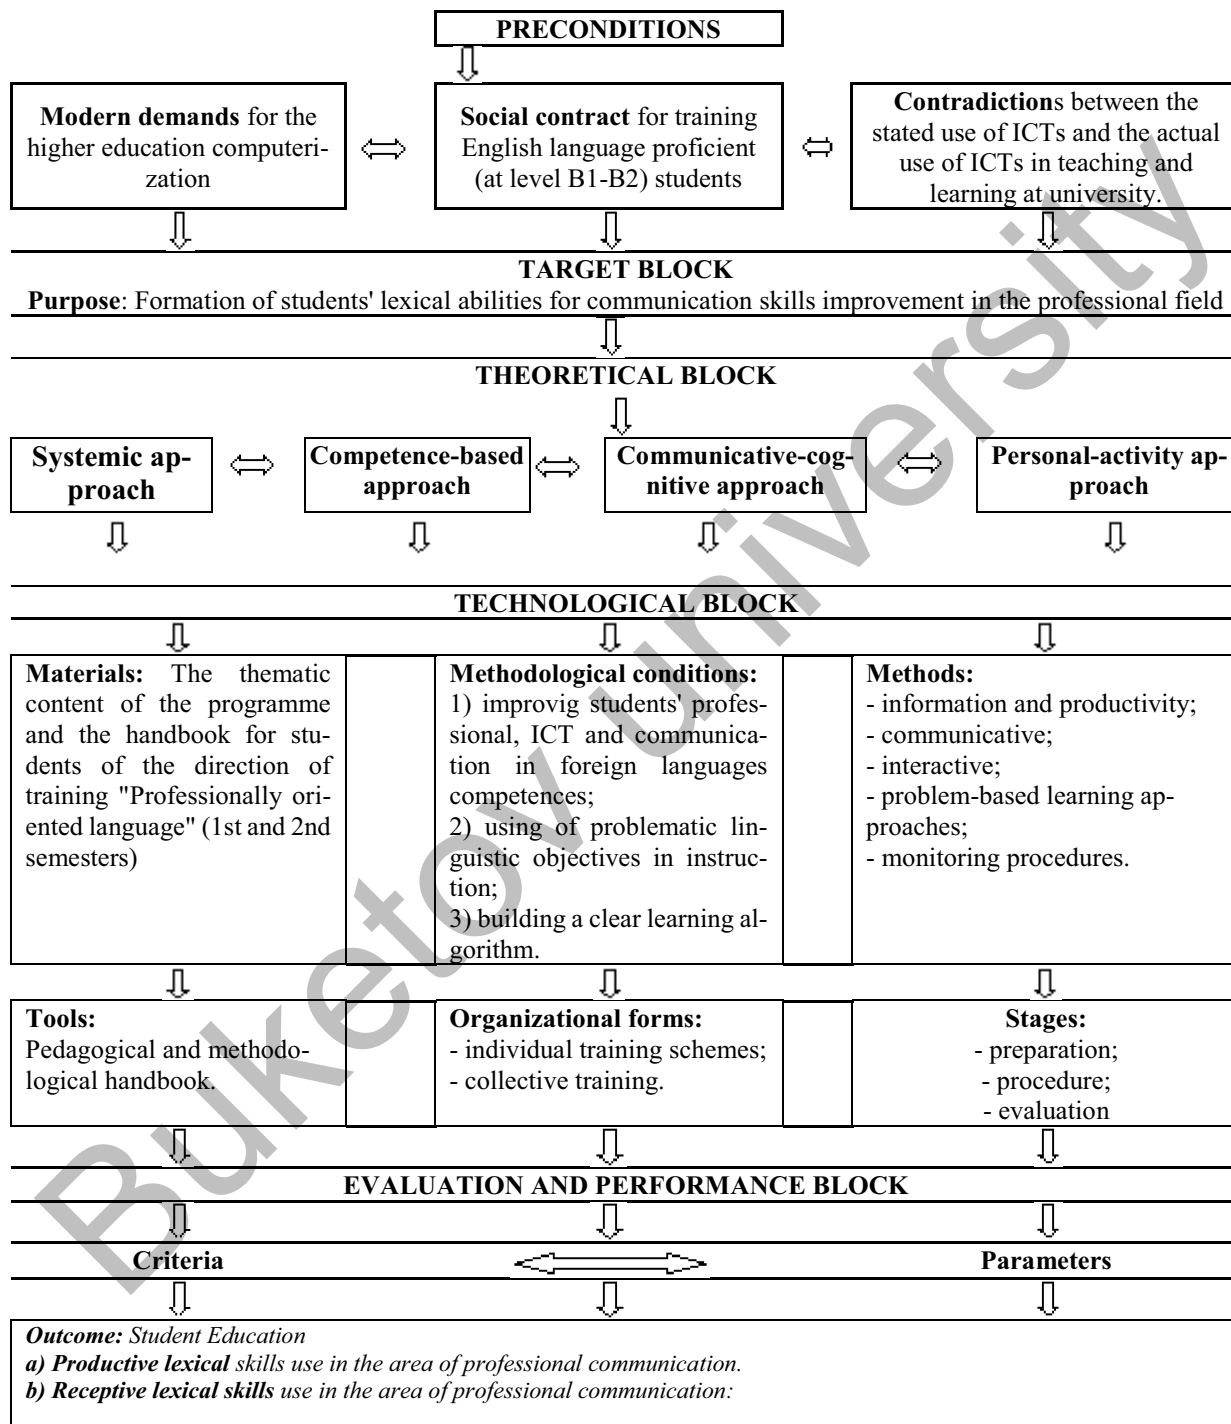 PRECONDITIONS
Modern demands for the
higher education computeri-
zation
Social contract for training
English language proficient
(at level B1-B2) students
Contradictions between the
stated use of ICTs and the actual
use of ICTs in teaching and
learning at university.
TARGET BLOCK
Purpose: Formation of students' lexical abilities for communication skills improvement in the professional field
THEORETICAL BLOCK
Systemic ap-
proach
Competence-based
approach
Communicative-cog-
nitive approach
Personal-activity ap-
proach
TECHNOLOGICAL BLOCK
Materials: The thematic
content of the programme
and the handbook for stu-
dents of the direction of
training "Professionally ori-
ented language" (1st and 2nd
semesters)
Methodological conditions:
1) improvig students' profes-
sional, ICT and communica-
tion in foreign languages
competences;
2) using of problematic lin-
guistic objectives in instruc-
tion;
3) building a clear learning al-
gorithm.
Methods:
- information and productivity;
- communicative;
- interactive;
- problem-based learning ap-
proaches;
- monitoring procedures.
Tools:
Pedagogical and methodo-
logical handbook.
Organizational forms:
- individual training schemes;
- collective training.
Stages:
- preparation;
- procedure;
- evaluation
EVALUATION AND PERFORMANCE BLOCK
Criteria
Parameters
Outcome: Student Education
a) Productive lexical skills use in the area of professional communication.
b) Receptive lexical skills use in the area of professional communication:
Buketov university